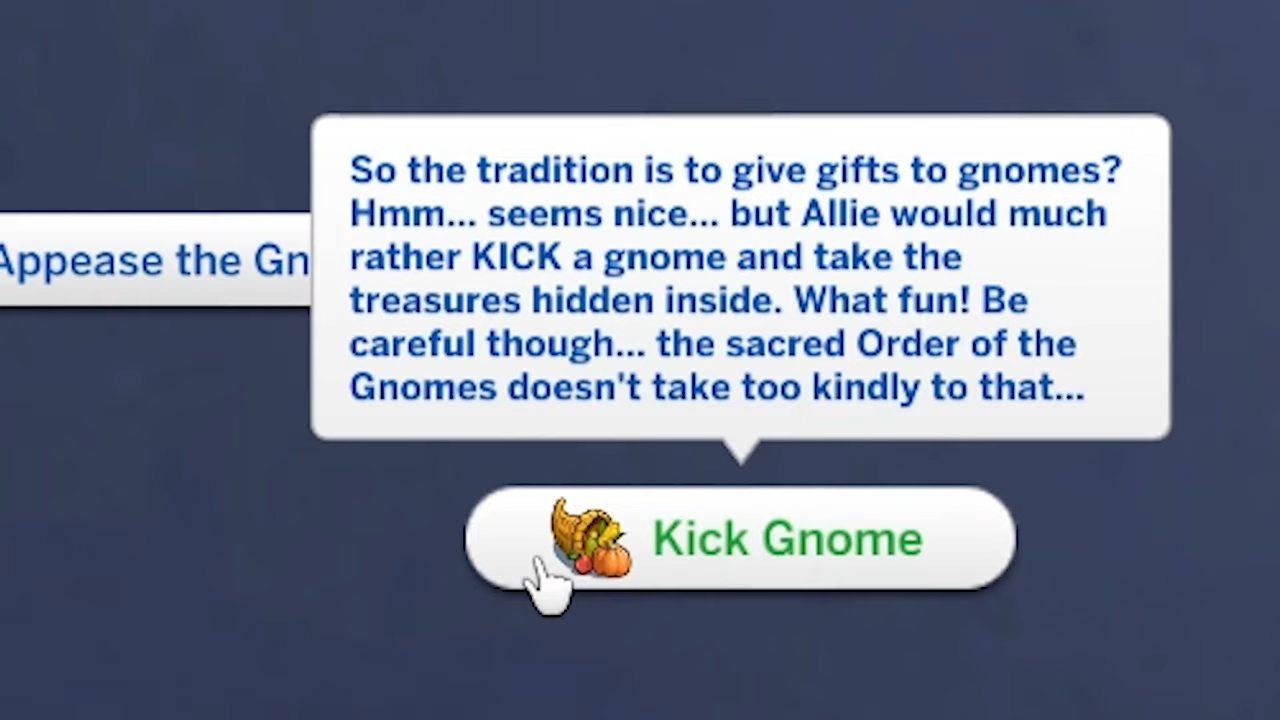 So the tradition is to give gifts to gnomes?
Hmm... seems nice... but Allie would much
rather KICK a gnome and take the
treasures hidden inside. What fun! Be
careful though... the sacred Order of the
Gnomes doesn't take too kindly to that...
Appease the Gn
Kick Gnome